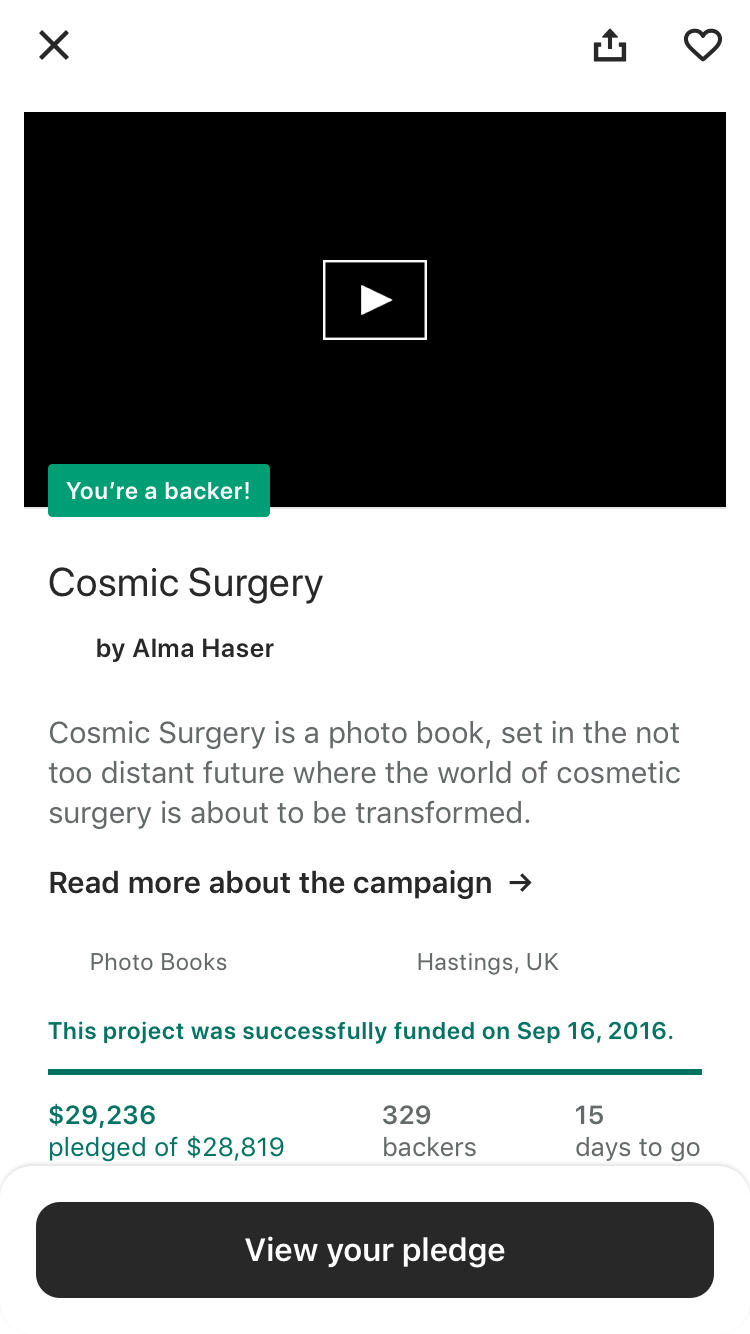 You’re a backer!
Cosmic Surgery
by Alma Haser
Cosmic Surgery is a photo book, set in the not
too distant future where the world of cosmetic
surgery is about to be transformed.
Read more about the campaign →
Photo Books
Hastings, UK
This project was successfully funded on Sep 16, 2016.
$29,236
pledged of $28,819
329
backers
15
days to go
View your pledge